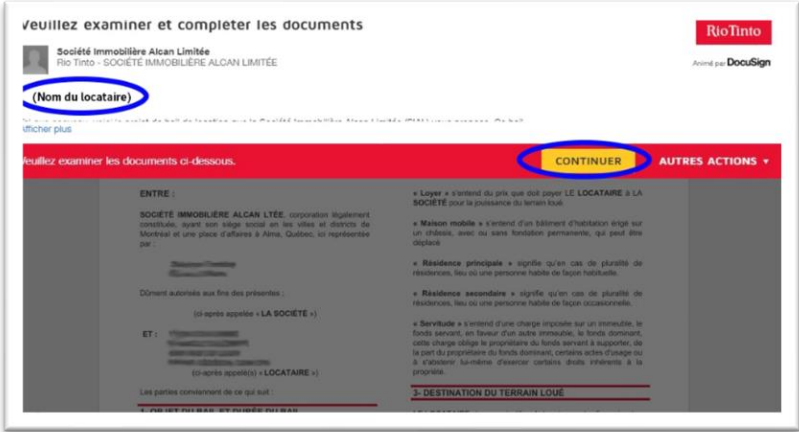 Veuillez examiner et compléter les documents
RioTinto
Société Immobilière Alcan Limitée
Rio Tinto - SOCIÉTÉ IMMOBILIÈRE ALCAN LIMITÉE
Animé par DocuSign
(Nom du locataire)
Afficher plus
Veuillez examiner les documents ci-dessous.
CONTINUER
AUTRES ACTIONS
ENTRE :
SOCIÉTÉ IMMOBILIÈRE ALCAN LTÉE, corporation légalement
constituée, ayant son siège social en les villes et districts de
Montréal et une place d'affaires à Alma, Québec, ici représentée
par :
Dûment autorisés aux fins des présentes ;
(ci-après appelée « LA SOCIÉTÉ »)
ET :
(ci-après appelé(s) « LOCATAIRE »)
Les parties conviennent de ce qui suit :
1- OBJET DU BAIL ET DURÉE DU BAIL
« Loyer » s'entend du prix que doit payer LE LOCATAIRE à LA
SOCIÉTÉ pour la jouissance du terrain loué
« Maison mobile » s'entend d'un bâtiment d'habitation érigé sur
un châssis, avec ou sans fondation permanente, qui peut être
déplacé
« Résidence principale » signifie qu'en cas de pluralité de
résidences, lieu où une personne habite de façon habituelle.
« Résidence secondaire » signifie qu'en cas de pluralité de
résidences, lieu où une personne habite de façon occasionnelle.
« Servitude » s'entend d'une charge imposée sur un immeuble, le
fonds servant, en faveur d'un autre immeuble, le fonds dominant,
cette charge oblige le propriétaire du fonds servant à supporter, de
la part du propriétaire du fonds dominant, certains actes d'usage ou
à s'abstenir lui-même d'exercer certains droits inhérents à la
propriété.
3- DESTINATION DU TERRAIN LOUÉ